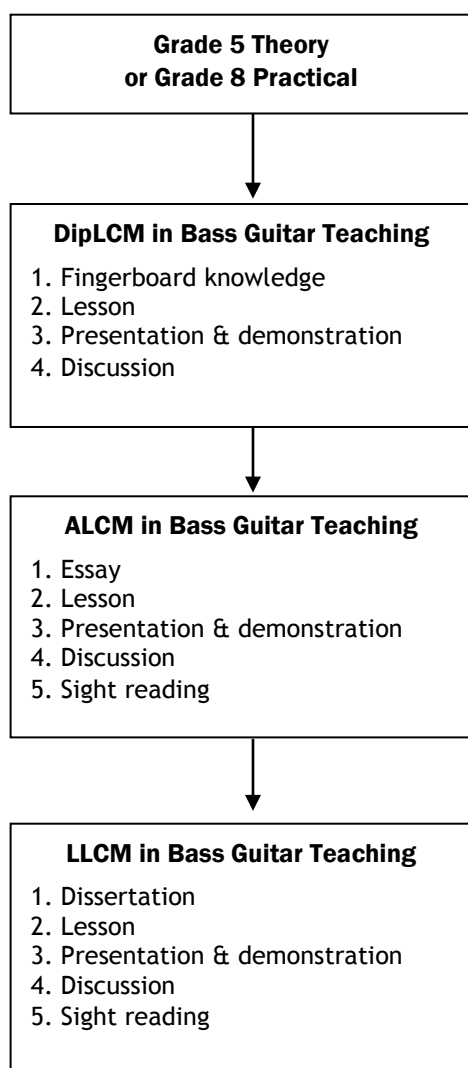 Grade 5 Theory
or Grade 8 Practical
DipLCM in Bass Guitar Teaching
1. Fingerboard knowledge
2. Lesson
3. Presentation & demonstration
4. Discussion
ALCM in Bass Guitar Teaching
1. Essay
2. Lesson
3. Presentation & demonstration
4. Discussion
5. Sight reading
LLCM in Bass Guitar Teaching
1. Dissertation
2. Lesson
3. Presentation & demonstration
4. Discussion
5. Sight reading